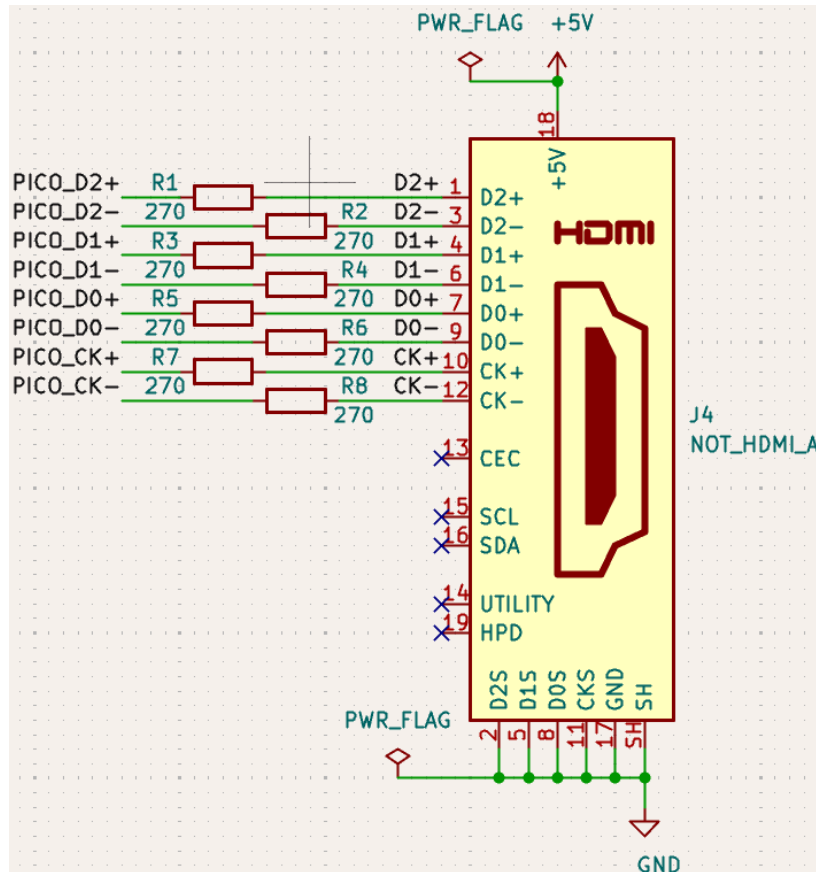 PWR_FLAG +5V
18
+5V
PICO_D2+ R1 D2+ 1 D2+
PICO_D2- 270 R2 D2- 3 D2-
HDMI
PICO_D1+ R3 270 D1+ 4 D1+
PICO_D1- 270 R4 D1- 6 D1-
PICO_D0+ R5 270 D0+ 7 D0+
PICO_D0- 270 R6 D0- 9 D0-
PICO_CK+ R7 270 CK+ 10 CK+
PICO_CK- 270 R8 CK- 12 CK-
270
J4
NOT_HDMI_A
13 CEC
15 SCL
16 SDA
14 UTILITY
19 HPD
D2S D1S D0S CKS GND SH
PWR_FLAG
2 5 8 11 17 SH
GND